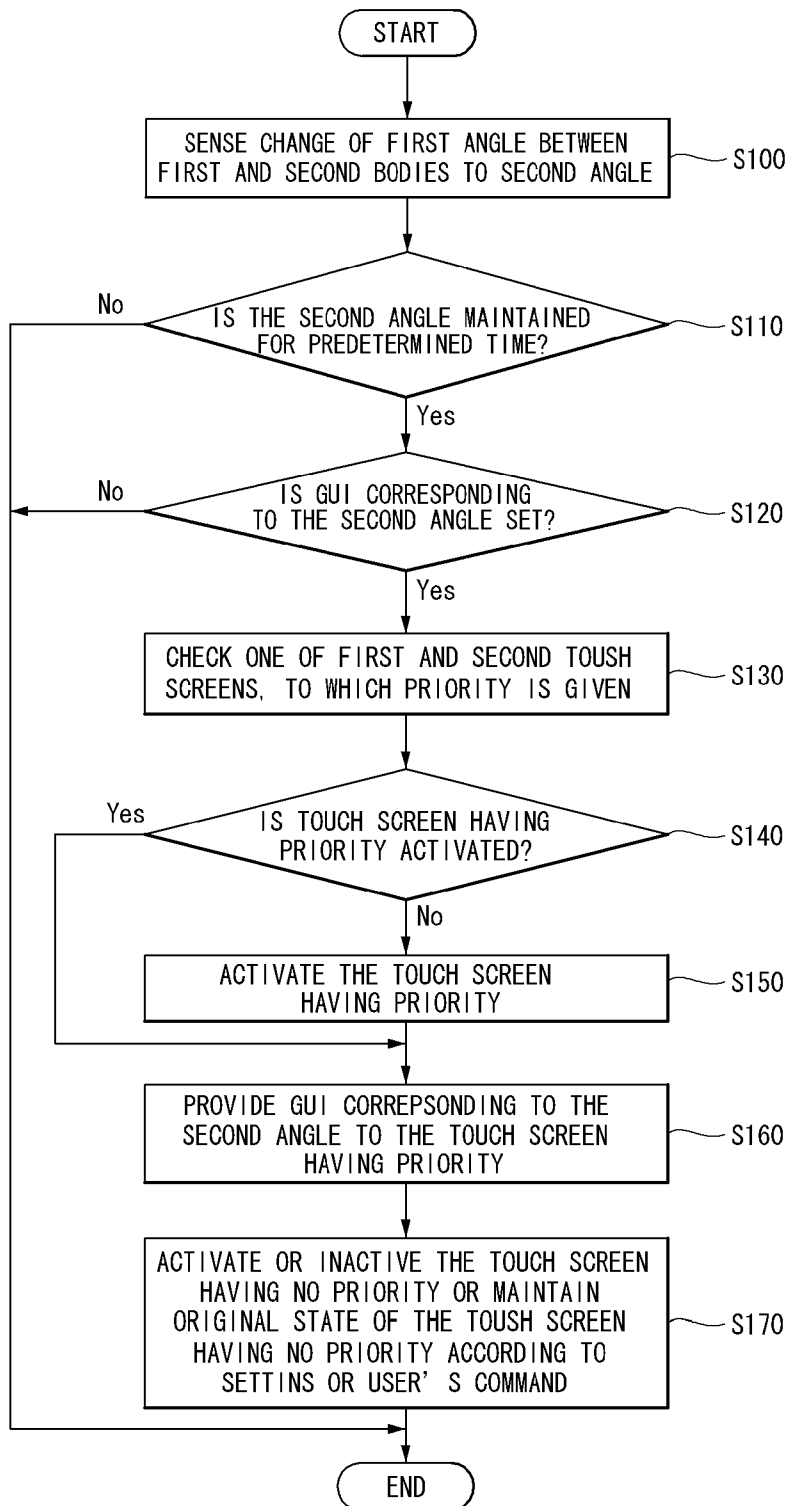 START
SENSE CHANGE OF FIRST ANGLE BETWEEN
FIRST AND SECOND BODIES TO SECOND ANGLE
S100
No
IS THE SECOND ANGLE MAINTAINED
FOR PREDETERMINED TIME?
S110
Yes
No
IS GUI CORRESPONDING
TO THE SECOND ANGLE SET?
S120
Yes
CHECK ONE OF FIRST AND SECOND TOUSH
SCREENS, TO WHICH PRIORITY IS GIVEN
S130
Yes
IS TOUCH SCREEN HAVING
PRIORITY ACTIVATED?
S140
No
ACTIVATE THE TOUCH SCREEN
HAVING PRIORITY
S150
PROVIDE GUI CORREPSONDING TO THE
SECOND ANGLE TO THE TOUCH SCREEN
HAVING PRIORITY
S160
ACTIVATE OR INACTIVE THE TOUCH SCREEN
HAVING NO PRIORITY OR MAINTAIN
ORIGINAL STATE OF THE TOUSH SCREEN
HAVING NO PRIORITY ACCORDING TO
SETTINS OR USER' S COMMAND
S170
END